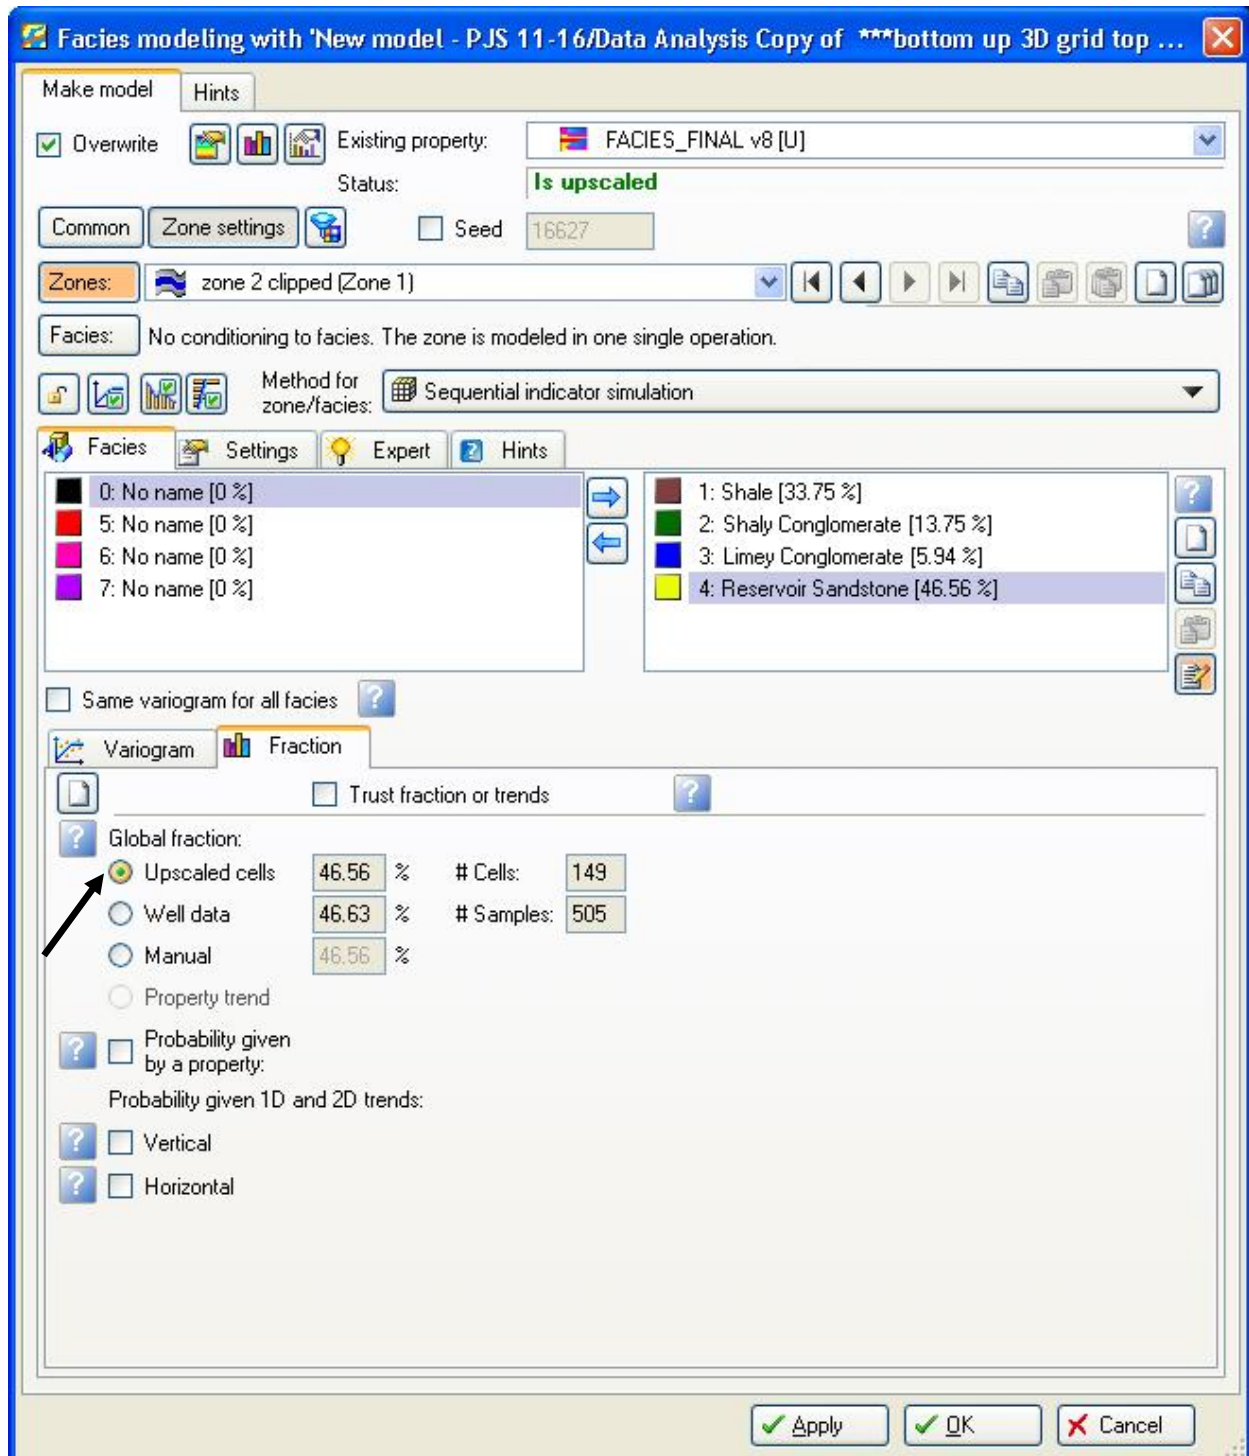 Facies modeling with 'New model - PJS 11-16/Data Analysis Copy of ***bottom up 3D grid top ...
Make model Hints
Overwrite Existing property: FACIES_FINAL v8 [U]
Status: Is upscaled
Common Zone settings Seed 16627
Zones: zone 2 clipped (Zone 1)
Facies: No conditioning to facies. The zone is modeled in one single operation.
Method for
zone/facies: Sequential indicator simulation
Facies Settings Expert Hints
0: No name [0 %]
5: No name [0 %]
6: No name [0 %]
7: No name [0 %]
1: Shale [33.75 %]
2: Shaly Conglomerate [13.75 %]
3: Limey Conglomerate [5.94 %]
4: Reservoir Sandstone [46.56 %]
Same variogram for all facies ?
Variogram Fraction
Trust fraction or trends ?
? Global fraction:
Upscaled cells 46.56 % # Cells: 149
Well data 46.63 % # Samples: 505
Manual 46.56 %
Property trend
? Probability given
by a property:
Probability given 1D and 2D trends:
? Vertical
? Horizontal
Apply OK Cancel